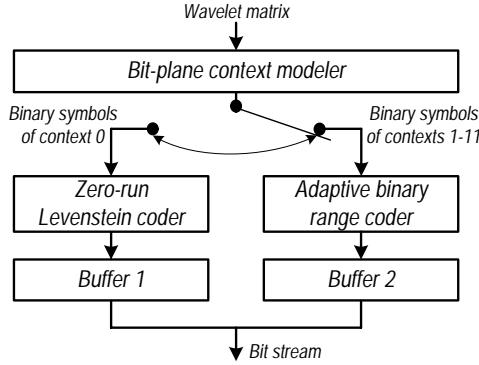 Wavelet matrix
Bit-plane context modeler
Binary symbols
of context 0
Binary symbols
of contexts 1-11
Zero-run
Levenstein coder
Adaptive binary
range coder
Buffer 1
Buffer 2
Bit stream